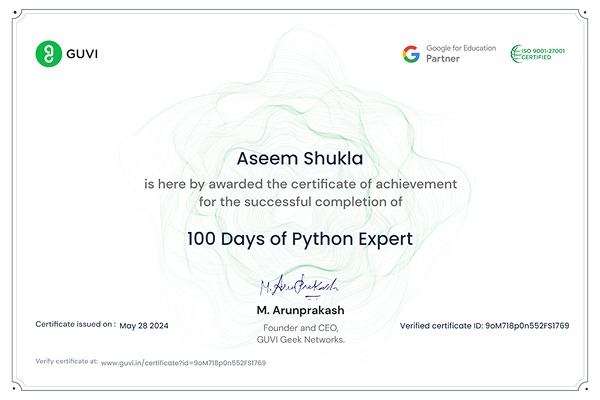 GUVI
Google for Education
Partner
ISO 9001-27001
CERTIFIED
Aseem Shukla
is here by awarded the certificate of achievement
for the successful completion of
100 Days of Python Expert
M. ArunPrakash
M. Arunprakash
Founder and CEO,
GUVI Geek Networks.
Certificate issued on : May 28 2024
Verified certificate ID: 9oM718p0n552FS1769
Verify certificate at: www.guvi.in/certificate?id=9oM718p0n552FS1769